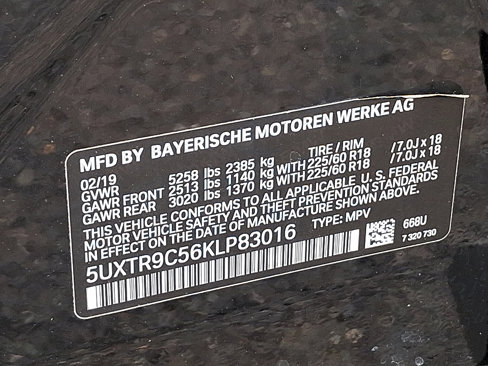 MFD BY BAYERISCHE MOTOREN WERKE AG
02/19 5258 lbs 2385 kg TIRE / RIM
GVWR
GAWR FRONT 2513 lbs 1140 kg WITH 225/60 R18 / 7.0J x 18
GAWR REAR 3020 lbs 1370 kg WITH 225/60 R18 / 7.0J x 18
THIS VEHICLE CONFORMS TO ALL APPLICABLE U. S. FEDERAL
MOTOR VEHICLE SAFETY AND THEFT PREVENTION STANDARDS
IN EFFECT ON THE DATE OF MANUFACTURE SHOWN ABOVE.
5UXTR9C56KLP83016 TYPE: MPV
668U
7 320 730